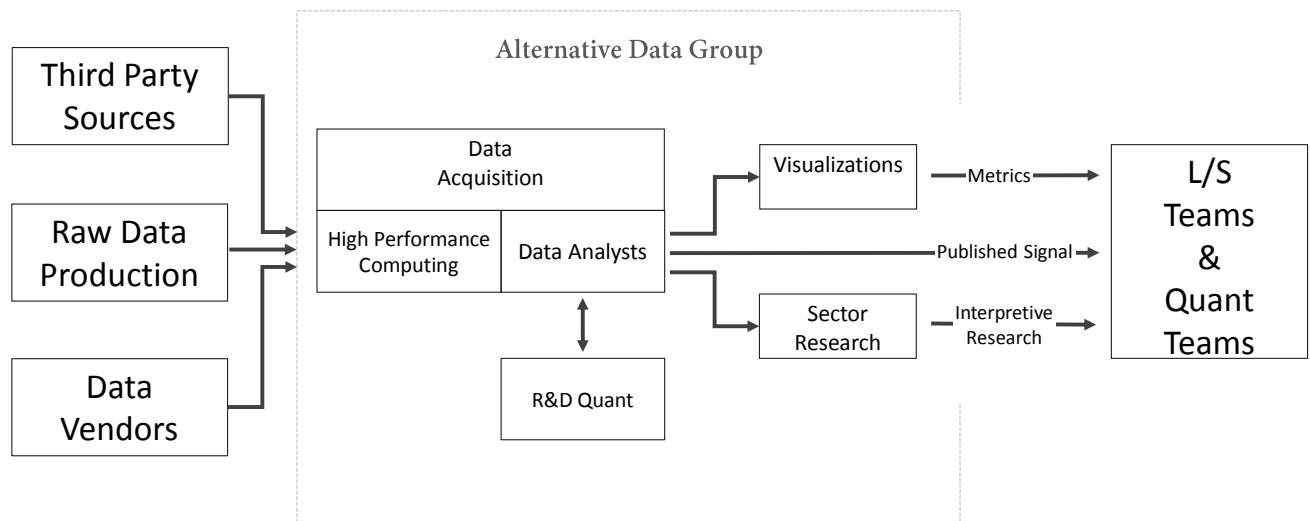 Alternative Data Group
Third Party
Sources
Raw Data
Production
Data
Vendors
Data
Acquisition
High Performance
Computing
Data Analysts
R&D Quant
Visualizations
Sector
Research
Metrics
Published Signal
Interpretive
Research
L/S
Teams
&
Quant
Teams